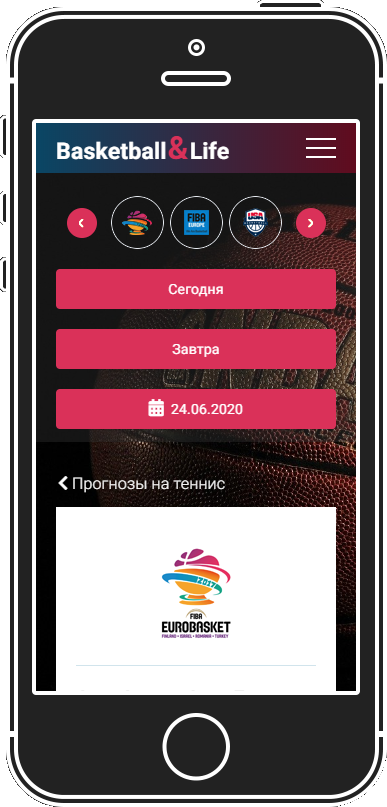 Basketball&Life
FIBA
EUROPE
USA
Сегодня
Завтра
24.06.2020
Прогнозы на теннис
2017
FIBA
EUROBASKET
FINLAND • ISRAEL • ROMANIA • TURKEY